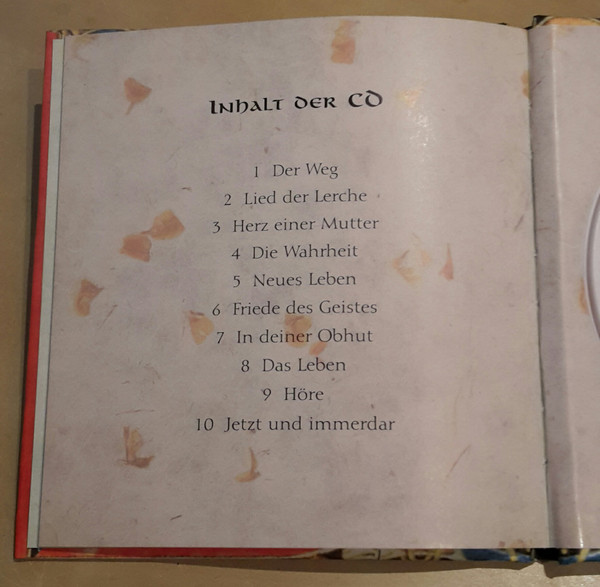 Inhalt der CD
1 Der Weg
2 Lied der Lerche
3 Herz einer Mutter
4 Die Wahrheit
5 Neues Leben
6 Friede des Geistes
7 In deiner Obhut
8 Das Leben
9 Höre
10 Jetzt und immerdar